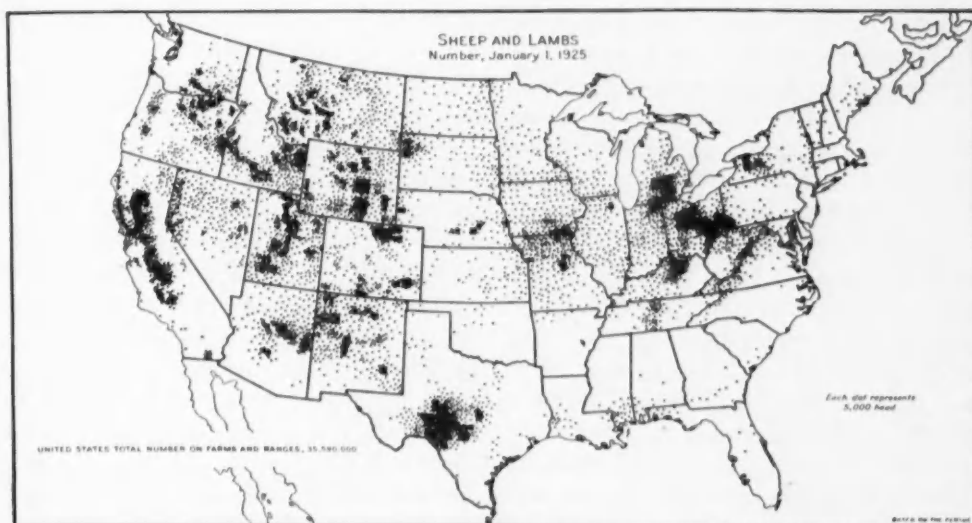 SHEEP AND LAMBS
Number, January 1, 1925
Each dot represents
5,000 head
UNITED STATES TOTAL NUMBER ON FARMS AND RANGES, 35,590,000